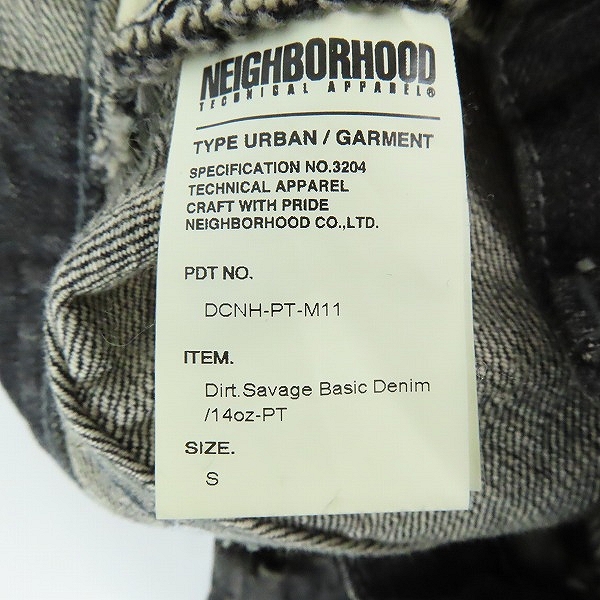 NEIGHBORHOOD
TECHNICAL APPAREL®
TYPE URBAN / GARMENT
SPECIFICATION NO.3204
TECHNICAL APPAREL
CRAFT WITH PRIDE
NEIGHBORHOOD CO.,LTD.
PDT NO.
DCNH-PT-M11
ITEM.
Dirt.Savage Basic Denim
/14oz-PT
SIZE.
S